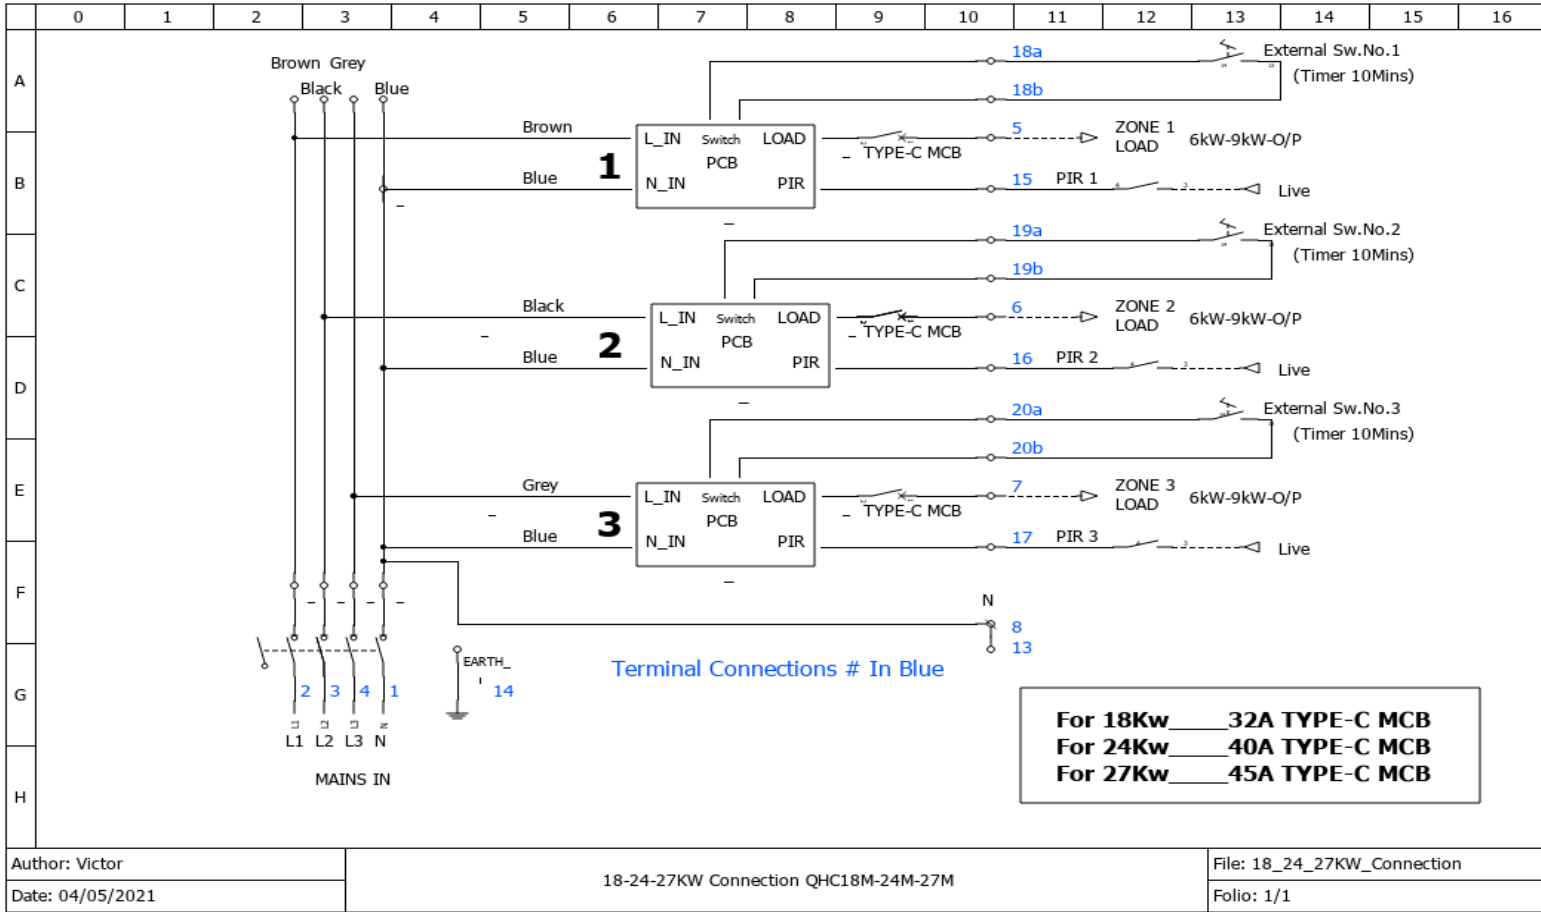 0 1 2 3 4 5 6 7 8 9 10 11 12 13 14 15 16
A
B
C
D
E
F
G
H
Brown Grey
Black Blue
18a External Sw.No.1
(Timer 10Mins)
18b
Brown
Blue
1
L_IN Switch LOAD
PCB
N_IN PIR
TYPE-C MCB
5 ZONE 1
LOAD 6kW-9kW-O/P
15 PIR 1 Live
19a External Sw.No.2
(Timer 10Mins)
19b
Black
Blue
2
L_IN Switch LOAD
PCB
N_IN PIR
TYPE-C MCB
6 ZONE 2
LOAD 6kW-9kW-O/P
16 PIR 2 Live
20a External Sw.No.3
(Timer 10Mins)
20b
Grey
Blue
3
L_IN Switch LOAD
PCB
N_IN PIR
TYPE-C MCB
7 ZONE 3
LOAD 6kW-9kW-O/P
17 PIR 3 Live
N
8
13
EARTH_
14
2 3 4 1
L1 L2 L3 N
L1 L2 L3 N
MAINS IN
Terminal Connections # In Blue
For 18Kw____32A TYPE-C MCB
For 24Kw____40A TYPE-C MCB
For 27Kw____45A TYPE-C MCB
Author: Victor
Date: 04/05/2021
18-24-27KW Connection QHC18M-24M-27M
File: 18_24_27KW_Connection
Folio: 1/1